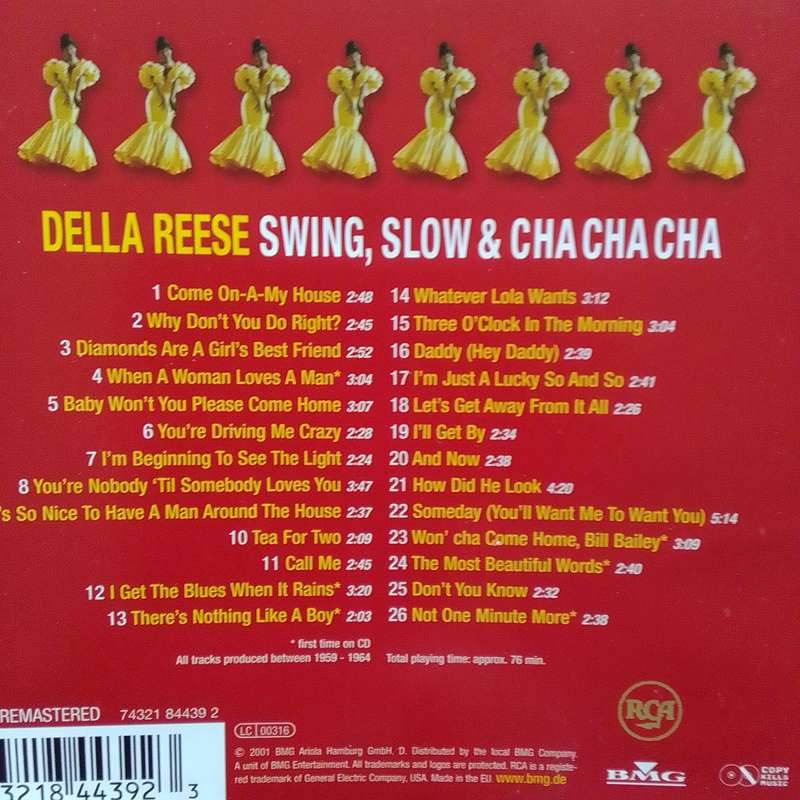 DELLA REESE SWING, SLOW & CHA CHA CHA
1 Come On-A-My House 2:48
2 Why Don't You Do Right? 2:45
3 Diamonds Are A Girl's Best Friend 2:52
4 When A Woman Loves A Man* 3:04
5 Baby Won't You Please Come Home 3:07
6 You're Driving Me Crazy 2:28
7 I'm Beginning To See The Light 2:24
8 You're Nobody 'Til Somebody Loves You 3:47
's So Nice To Have A Man Around The House 2:37
10 Tea For Two 2:09
11 Call Me 2:45
12 I Get The Blues When It Rains* 3:20
13 There's Nothing Like A Boy* 2:03
14 Whatever Lola Wants 3:12
15 Three O'Clock In The Morning 3:04
16 Daddy (Hey Daddy) 2:39
17 I'm Just A Lucky So And So 2:41
18 Let's Get Away From It All 2:26
19 I'll Get By 2:34
20 And Now 2:38
21 How Did He Look 4:20
22 Someday (You'll Want Me To Want You) 5:14
23 Won' cha Come Home, Bill Bailey* 3:09
24 The Most Beautiful Words* 2:40
25 Don't You Know 2:32
26 Not One Minute More* 2:38
* first time on CD
All tracks produced between 1959 - 1964 Total playing time: approx. 76 min.
REMASTERED 74321 84439 2
LC 00316
© 2001 BMG Ariola Hamburg GmbH, D. Distributed by the local BMG Company.
A unit of BMG Entertainment. All trademarks and logos are protected. RCA is a registe-
red trademark of General Electric Company, USA. Made in the EU. www.bmg.de
RCA
BMG
COPY
KILLS
MUSIC
3218 44392 3